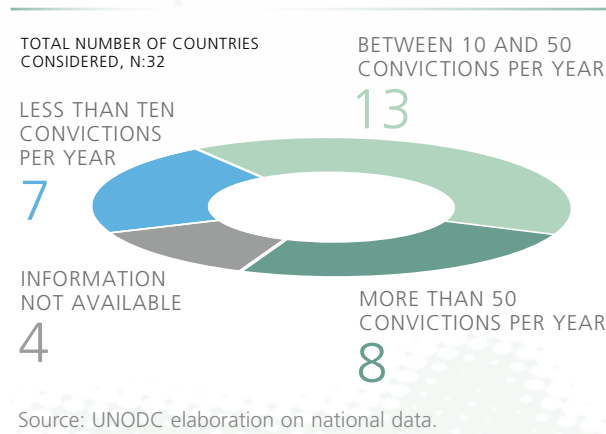 TOTAL NUMBER OF COUNTRIES
CONSIDERED, N:32
BETWEEN 10 AND 50
CONVICTIONS PER YEAR
13
LESS THAN TEN
CONVICTIONS
PER YEAR
7
INFORMATION
NOT AVAILABLE
4
MORE THAN 50
CONVICTIONS PER YEAR
8
Source: UNODC elaboration on national data.